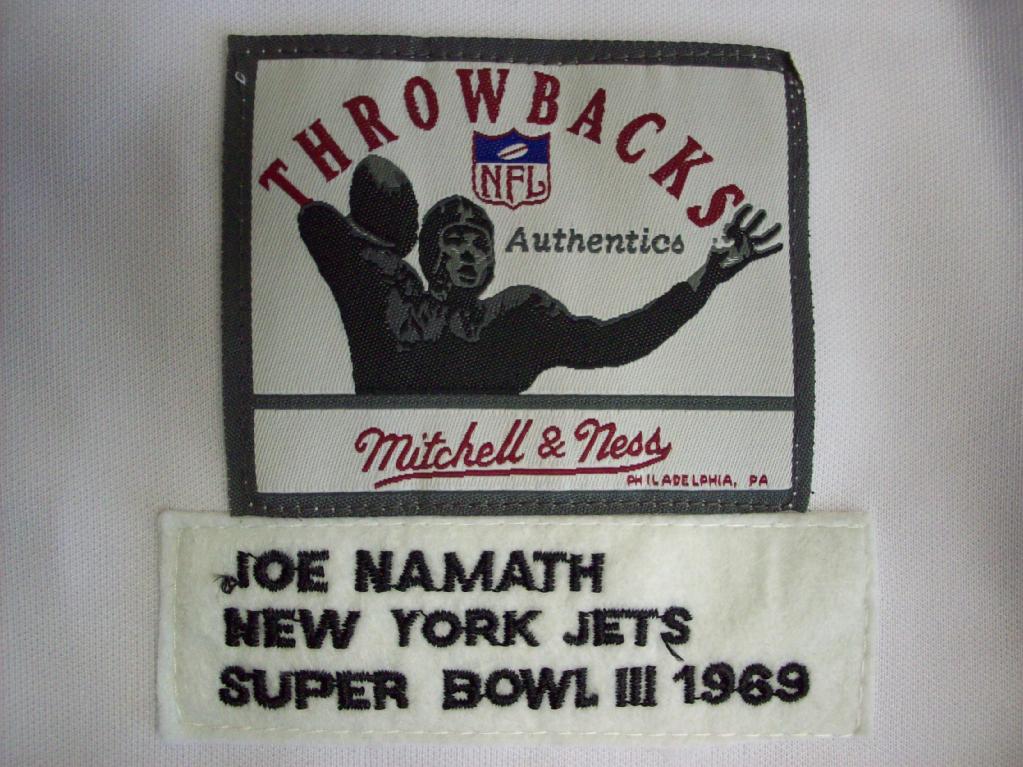 THROWBACKS
NFL
Authentics
Mitchell & Ness
PHILADELPHIA, PA
JOE NAMATH
NEW YORK JETS
SUPER BOWL III 1969